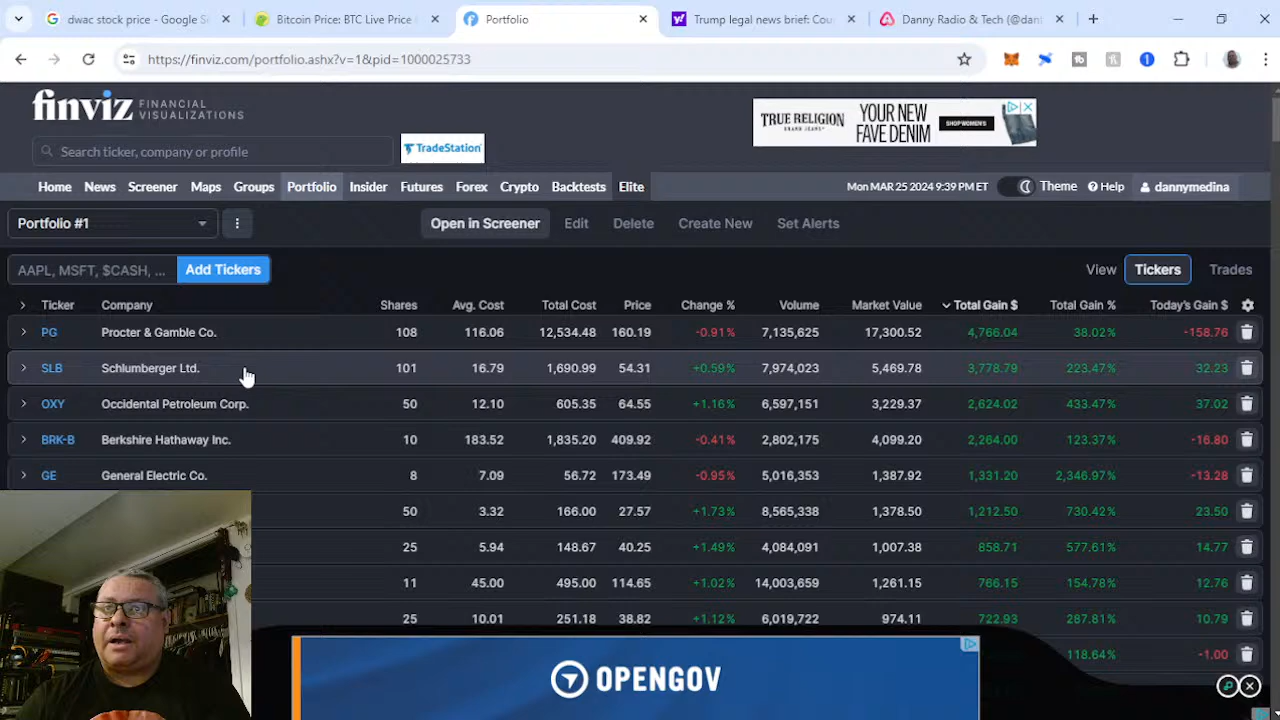 dwac stock price - Google Se
Bitcoin Price: BTC Live Price
Portfolio
Trump legal news brief: Cou
Danny Radio & Tech (@dan
https://finviz.com/portfolio.ashx?v=1&pid=1000025733
finviz FINANCIAL VISUALIZATIONS
TRUE RELIGION BRAND JEANS YOUR NEW FAVE DENIM SHOP WOMENS
Search ticker, company or profile
TradeStation
Home News Screener Maps Groups Portfolio Insider Futures Forex Crypto Backtests Elite Mon MAR 25 2024 9:39 PM ET Theme Help dannymedina
Portfolio #1 Open in Screener Edit Delete Create New Set Alerts
AAPL, MSFT, $CASH, ... Add Tickers View Tickers Trades
Ticker Company Shares Avg. Cost Total Cost Price Change % Volume Market Value Total Gain $ Total Gain % Today's Gain $
PG Procter & Gamble Co. 108 116.06 12,534.48 160.19 -0.91% 7,135,625 17,300.52 4,766.04 38.02% -158.76
SLB Schlumberger Ltd. 101 16.79 1,690.99 54.31 +0.59% 7,974,023 5,469.78 3,778.79 223.47% 32.23
OXY Occidental Petroleum Corp. 50 12.10 605.35 64.55 +1.16% 6,597,151 3,229.37 2,624.02 433.47% 37.02
BRK-B Berkshire Hathaway Inc. 10 183.52 1,835.20 409.92 -0.41% 2,802,175 4,099.20 2,264.00 123.37% -16.80
GE General Electric Co. 8 7.09 56.72 173.49 -0.95% 5,016,353 1,387.92 1,331.20 2,346.97% -13.28
50 3.32 166.00 27.57 +1.73% 8,565,338 1,378.50 1,212.50 730.42% 23.50
25 5.94 148.67 40.25 +1.49% 4,084,091 1,007.38 858.71 577.61% 14.77
11 45.00 495.00 114.65 +1.02% 14,003,659 1,261.15 766.15 154.78% 12.76
25 10.01 251.18 38.82 +1.12% 6,019,722 974.11 722.93 287.81% 10.79
118.64% -1.00
OPENGOV